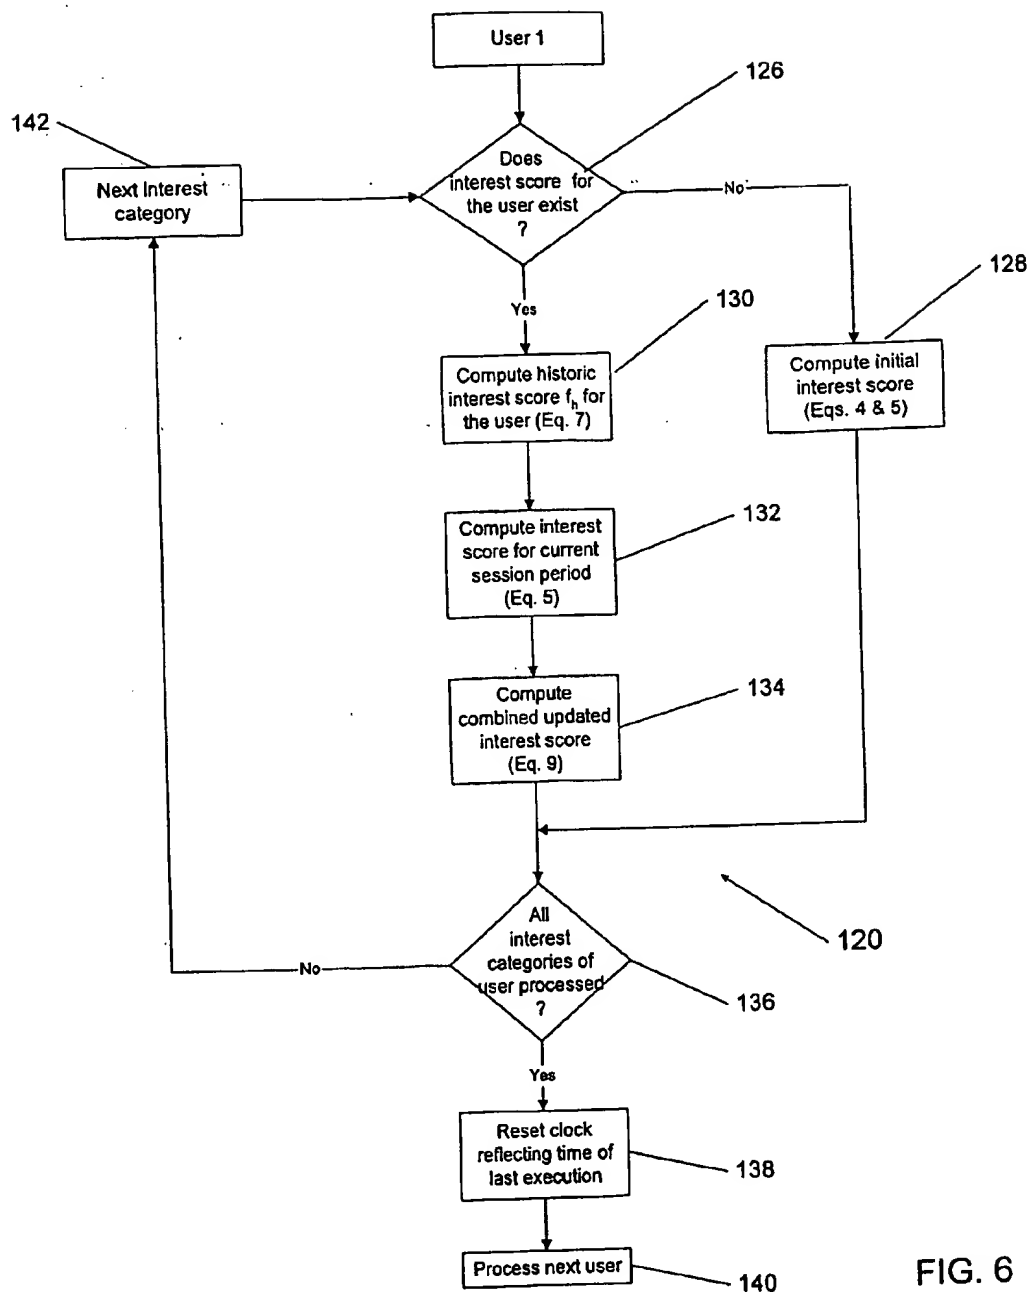 User 1
126
142
Does
interest score for
the user exist
?
No
Next Interest
category
128
Yes
130
Compute historic
interest score fh for
the user (Eq. 7)
Compute initial
interest score
(Eqs. 4 & 5)
Compute interest
score for current
session period
(Eq. 5)
132
Compute
combined updated
interest score
(Eq. 9)
134
All
interest
categories of
user processed
?
120
No
136
Yes
Reset clock
reflecting time of
last execution
138
Process next user
140
FIG. 6